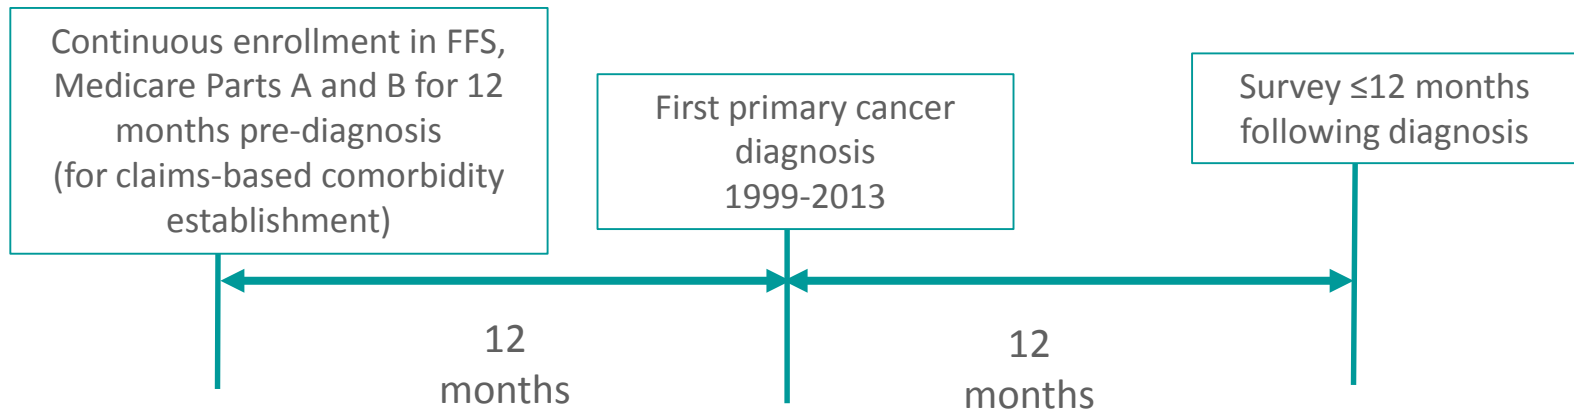 Continuous enrollment in FFS,
Medicare Parts A and B for 12
months pre-diagnosis
(for claims-based comorbidity
establishment)
First primary cancer
diagnosis
1999-2013
Survey ≤12 months
following diagnosis
12
months
12
months